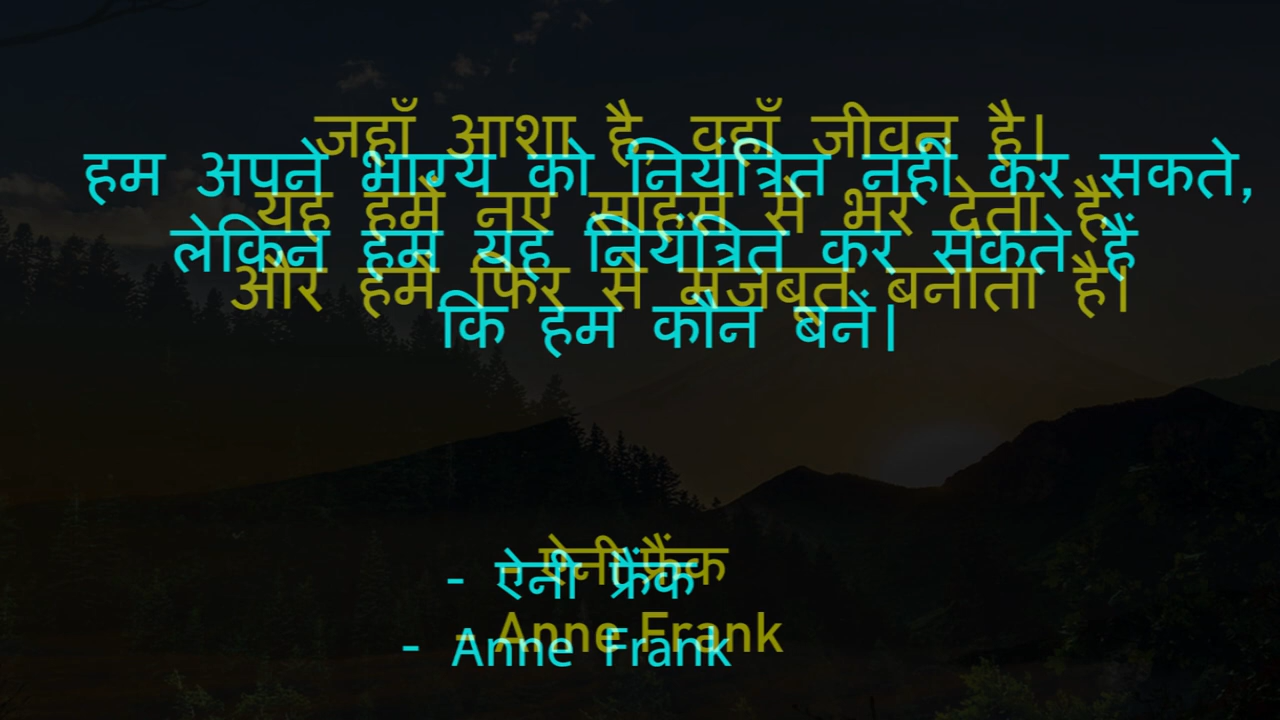 जहाँ आशा है, वहाँ जीवन है।
यह हमें नए साहस से भर देता है
और हमें फिर से मजबूत बनाता है।
- ऐनी फ्रैंक
- Anne Frank
हम अपने भाग्य को नियंत्रित नहीं कर सकते,
लेकिन हम यह नियंत्रित कर सकते हैं
कि हम कौन बनें।
- ऐनी फ्रैंक
- Anne Frank